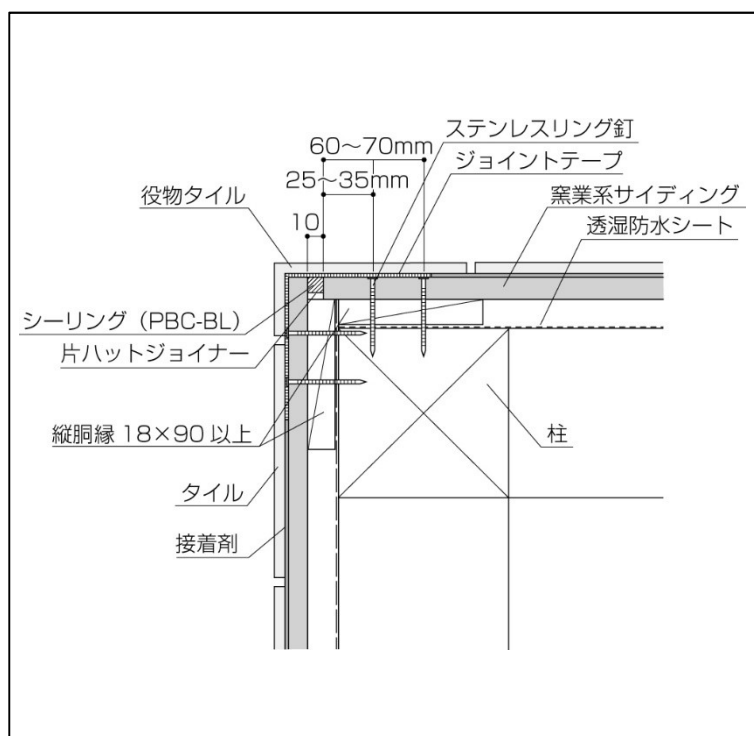 ステンレスリング釘
60～70mm
ジョイントテープ
25～35mm
窯業系サイディング
役物タイル
10
透湿防水シート
シーリング（PBC-BL）
片ハットジョイナー
縦胴縁 18×90 以上
柱
タイル
接着剤